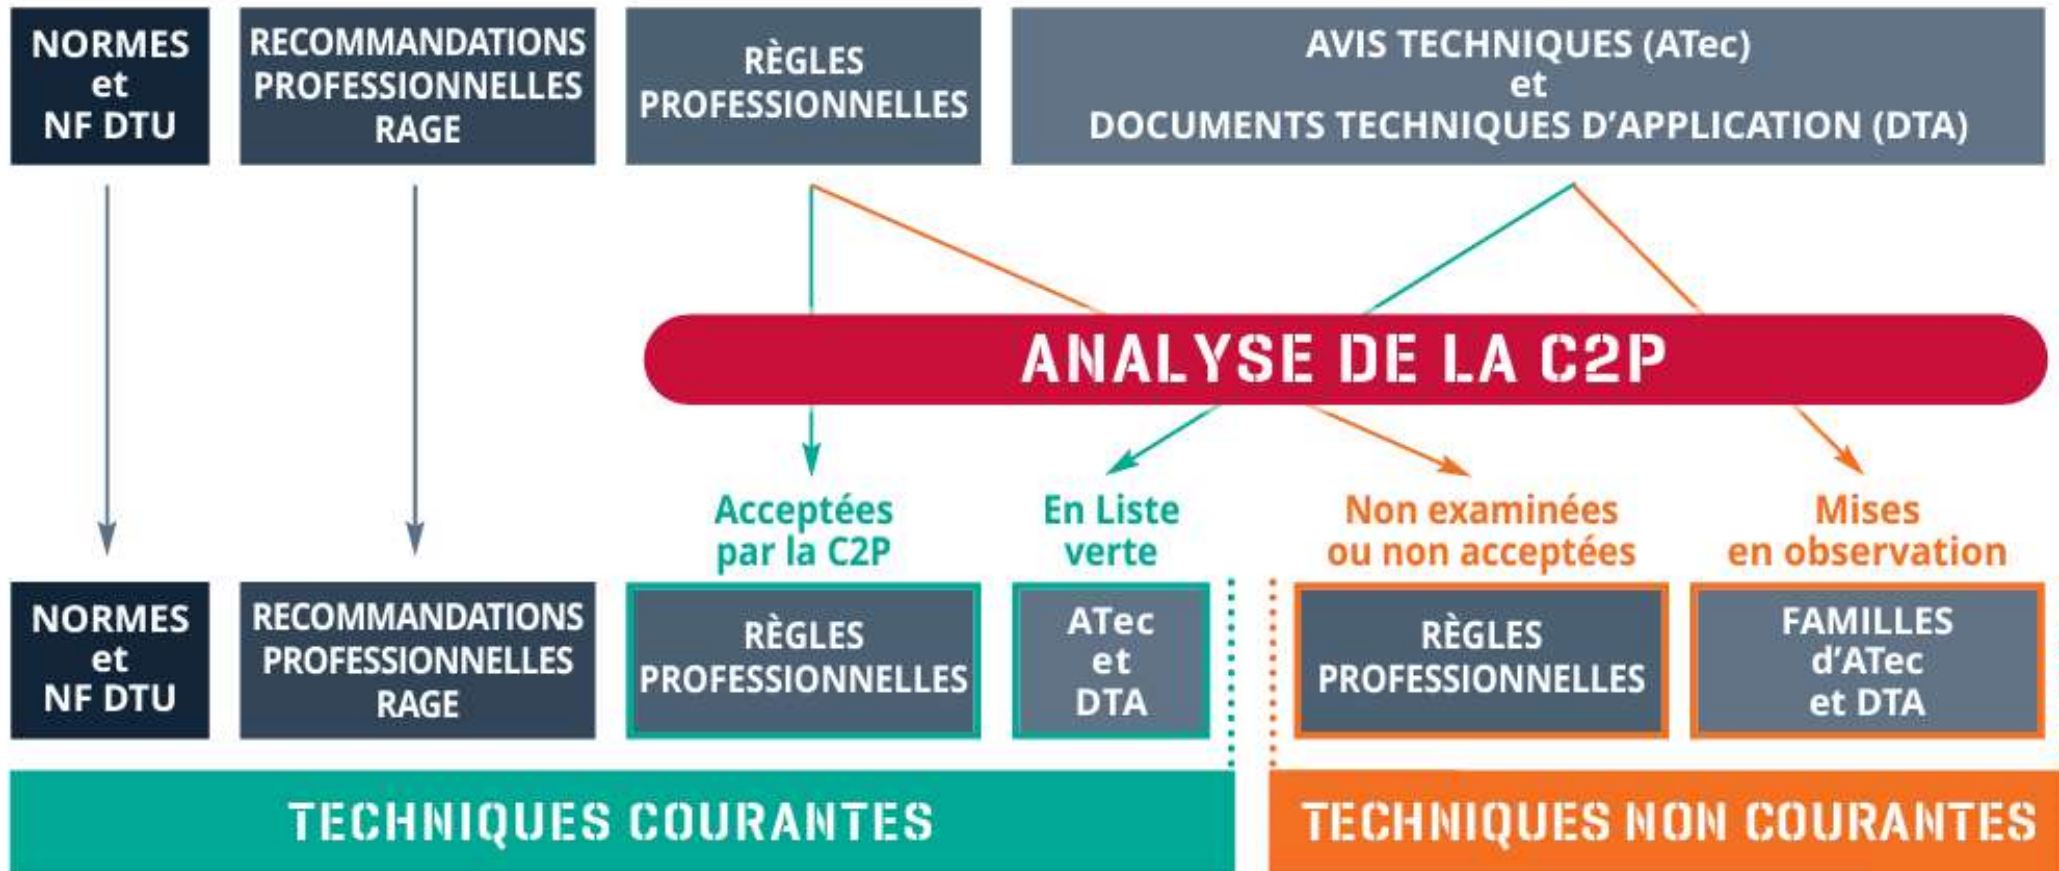 NORMES
et
NF DTU
RECOMMANDATIONS
PROFESSIONNELLES
RAGE
RÈGLES
PROFESSIONNELLES
AVIS TECHNIQUES (ATec)
et
DOCUMENTS TECHNIQUES D'APPLICATION (DTA)
ANALYSE DE LA C2P
Acceptées
par la C2P
En Liste
verte
Non examinées
ou non acceptées
Mises
en observation
NORMES
et
NF DTU
RECOMMANDATIONS
PROFESSIONNELLES
RAGE
RÈGLES
PROFESSIONNELLES
ATec
et
DTA
RÈGLES
PROFESSIONNELLES
FAMILLES
d'ATec
et DTA
TECHNIQUES COURANTES
TECHNIQUES NON COURANTES